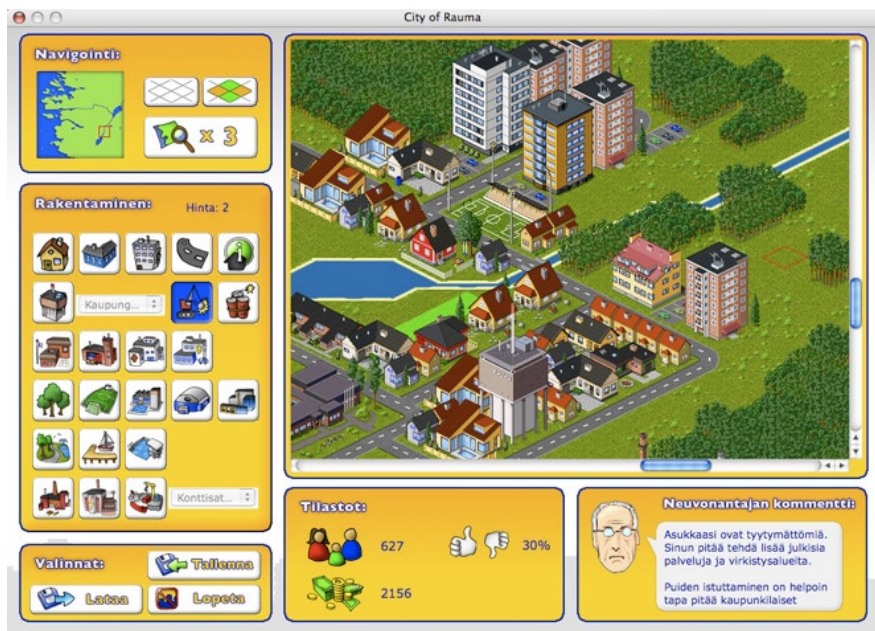 City of Rauma
Navigointi:
x 3
Rakentaminen:
Hinta: 2
Kaupung...
Konttisat...
Valinnat:
Tallenna
Lataa
Lopeta
Tilastot:
627
30%
2156
Neuvonantajan kommentti:
Asukkaasi ovat tyytymättömiä.
Sinun pitää tehdä lisää julkisia
palveluja ja virkistysalueita.
Puiden istuttaminen on helpoin
tapa pitää kaupunkilaiset